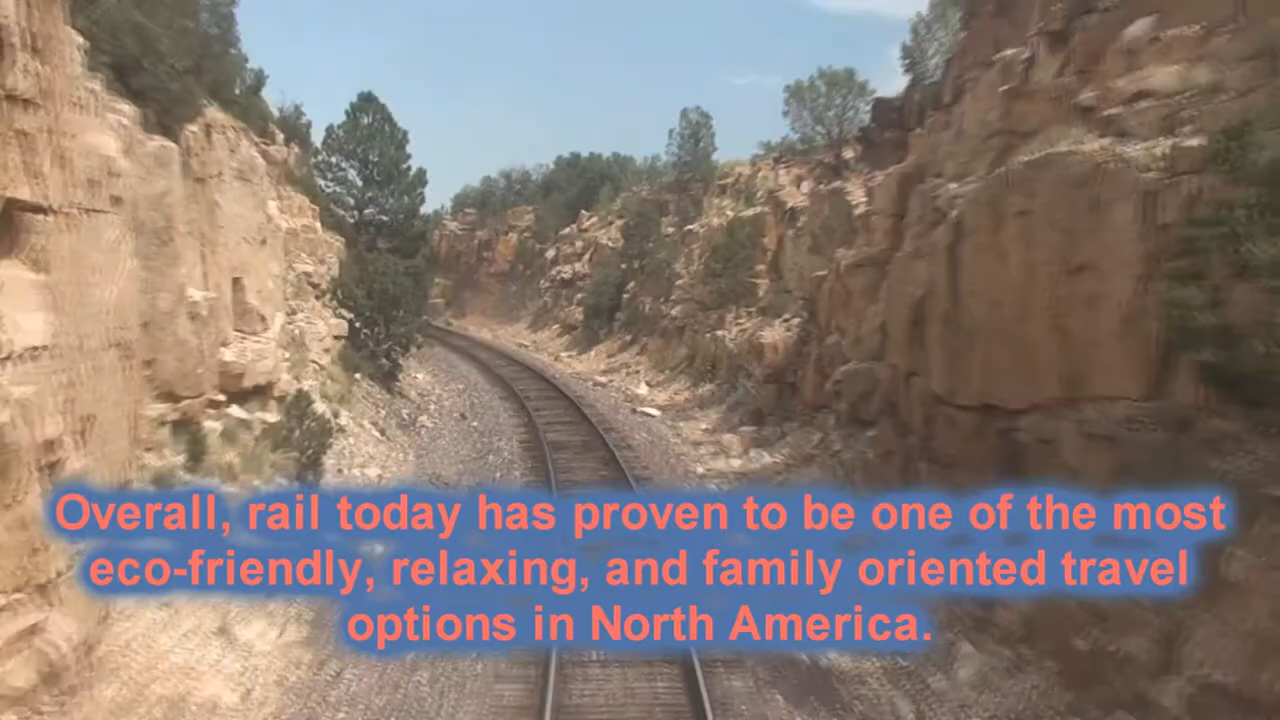 Overall, rail today has proven to be one of the most
eco-friendly, relaxing, and family oriented travel
options in North America.